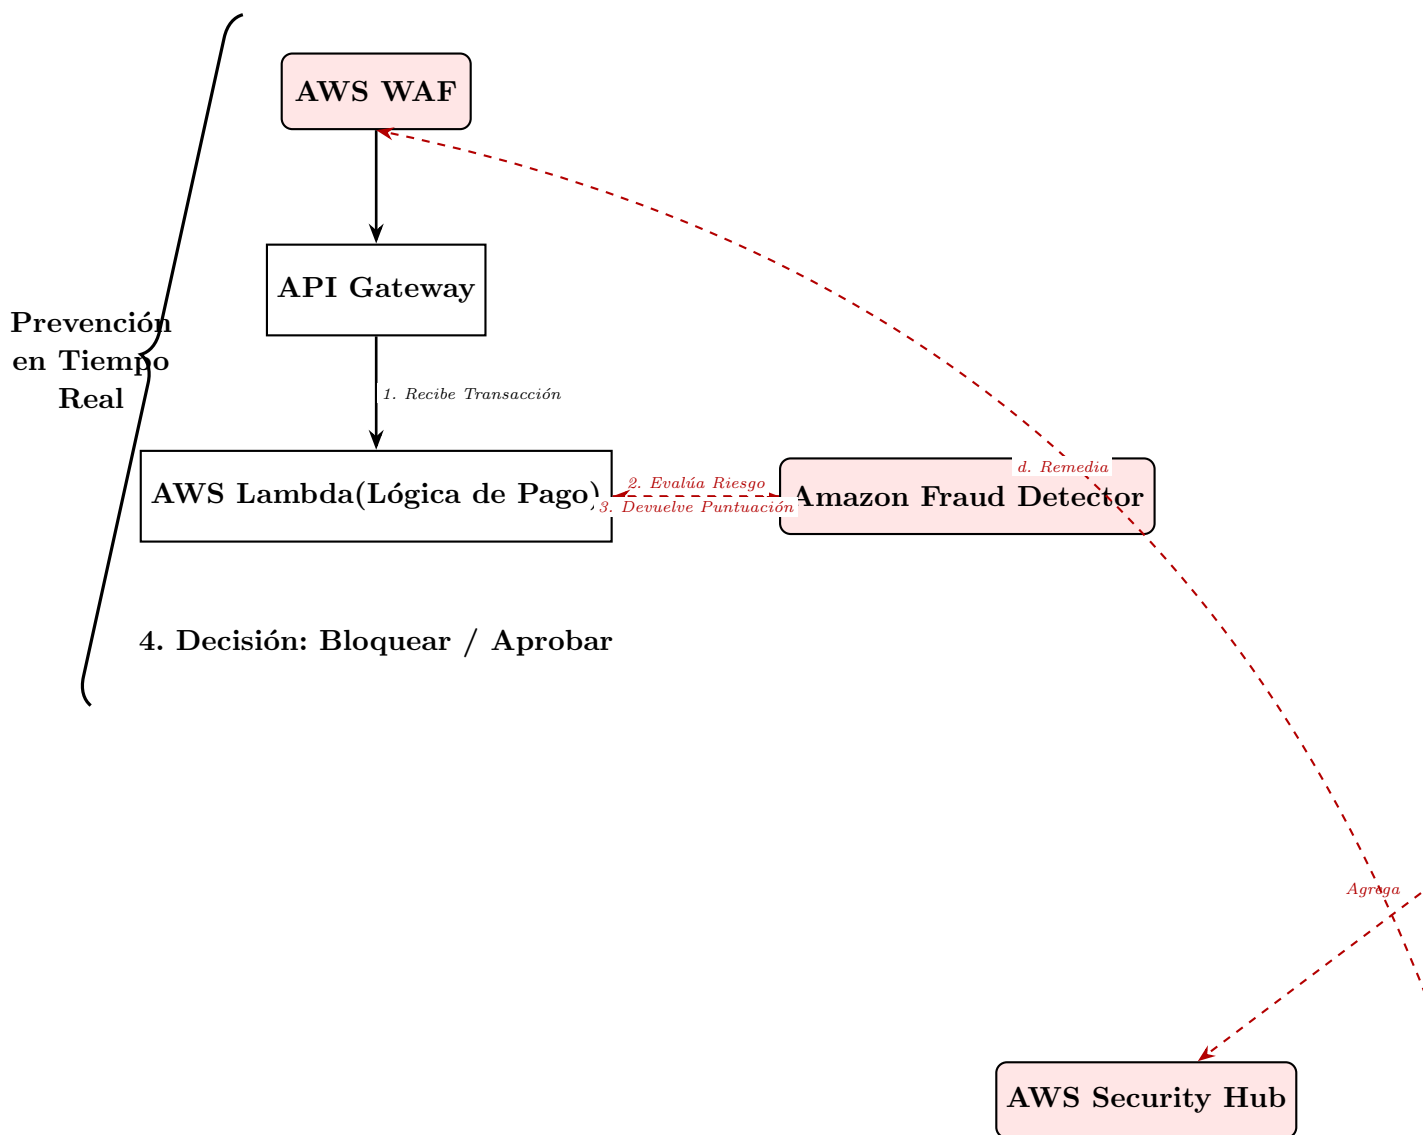 AWS WAF
API Gateway
Prevención
en Tiempo
Real
1. Recibe Transacción
AWS Lambda(Lógica de Pago)
2. Evalúa Riesgo
3. Devuelve Puntuación
d. Remedia
Amazon Fraud Detector
4. Decisión: Bloquear / Aprobar
Agrega
AWS Security Hub